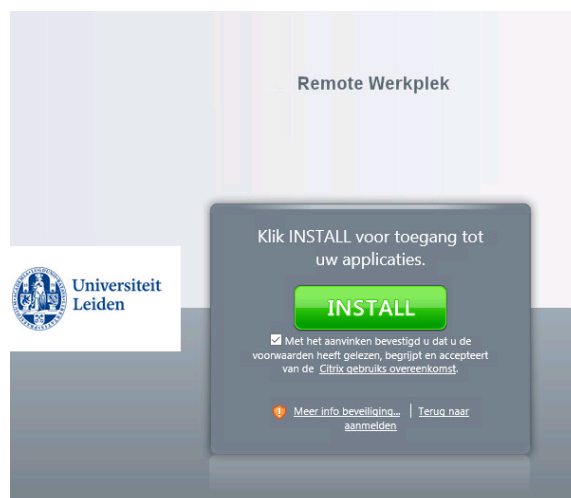 Remote Werkplek
Klik INSTALL voor toegang tot
uw applicaties.
Universiteit
Leiden
INSTALL
Met het aanvinken bevestigd u dat u de
voorwaarden heeft gelezen, begrijpt en accepteert
van de Citrix gebruiks overeenkomst.
Meer info beveiliging... | Terug naar
aanmelden